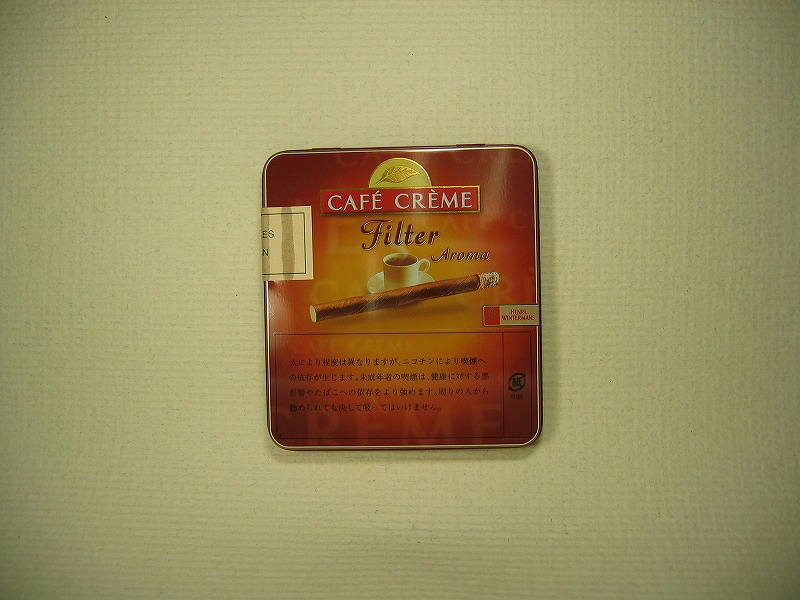 CAFÉ CRÈME
Filter
Aroma
ES
N
HENRI
WINTERMANS
人により程度は異なりますが、ニコチンにより喫煙へ
の依存が生じます。未成年者の喫煙は、健康に対する悪
影響やたばこへの依存をより強めます。周りの人から
勧められても決して吸ってはいけません。
CREME